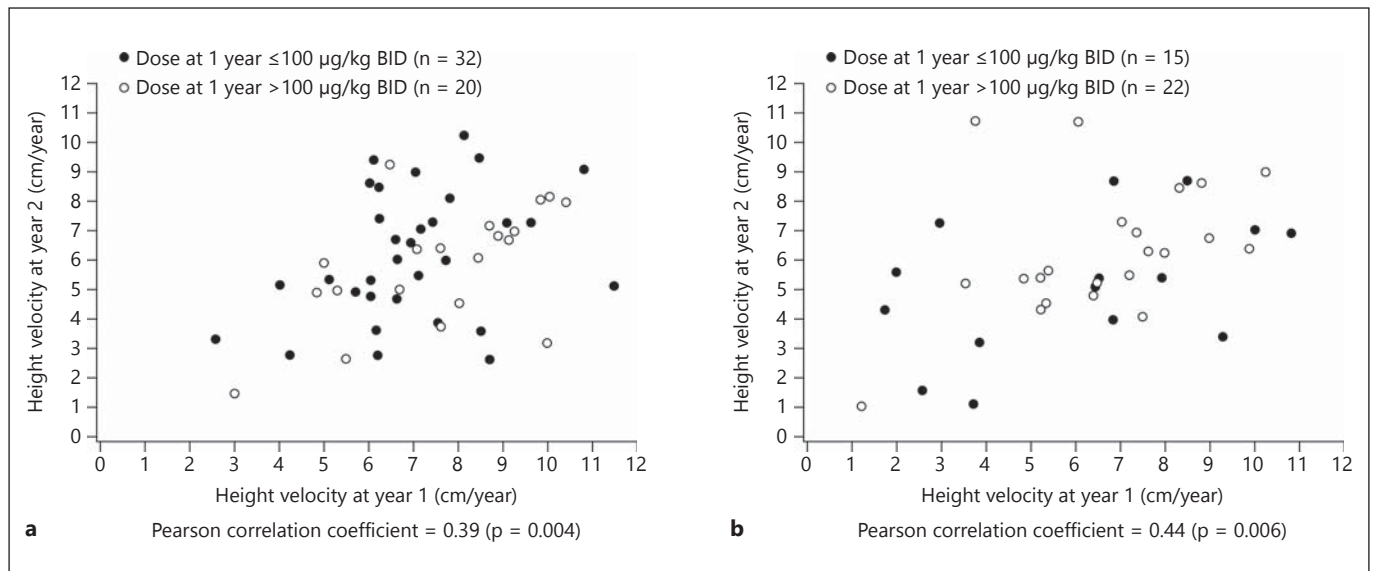 Dose at 1 year ≤100 µg/kg BID (n = 32)
Dose at 1 year >100 µg/kg BID (n = 20)
Height velocity at year 2 (cm/year)
12
11
10
9
8
7
6
5
4
3
2
1
0
0 1 2 3 4 5 6 7 8 9 10 11 12
Height velocity at year 1 (cm/year)
a Pearson correlation coefficient = 0.39 (p = 0.004)
Dose at 1 year ≤100 µg/kg BID (n = 15)
Dose at 1 year >100 µg/kg BID (n = 22)
Height velocity at year 2 (cm/year)
12
11
10
9
8
7
6
5
4
3
2
1
0
0 1 2 3 4 5 6 7 8 9 10 11 12
Height velocity at year 1 (cm/year)
b Pearson correlation coefficient = 0.44 (p = 0.006)